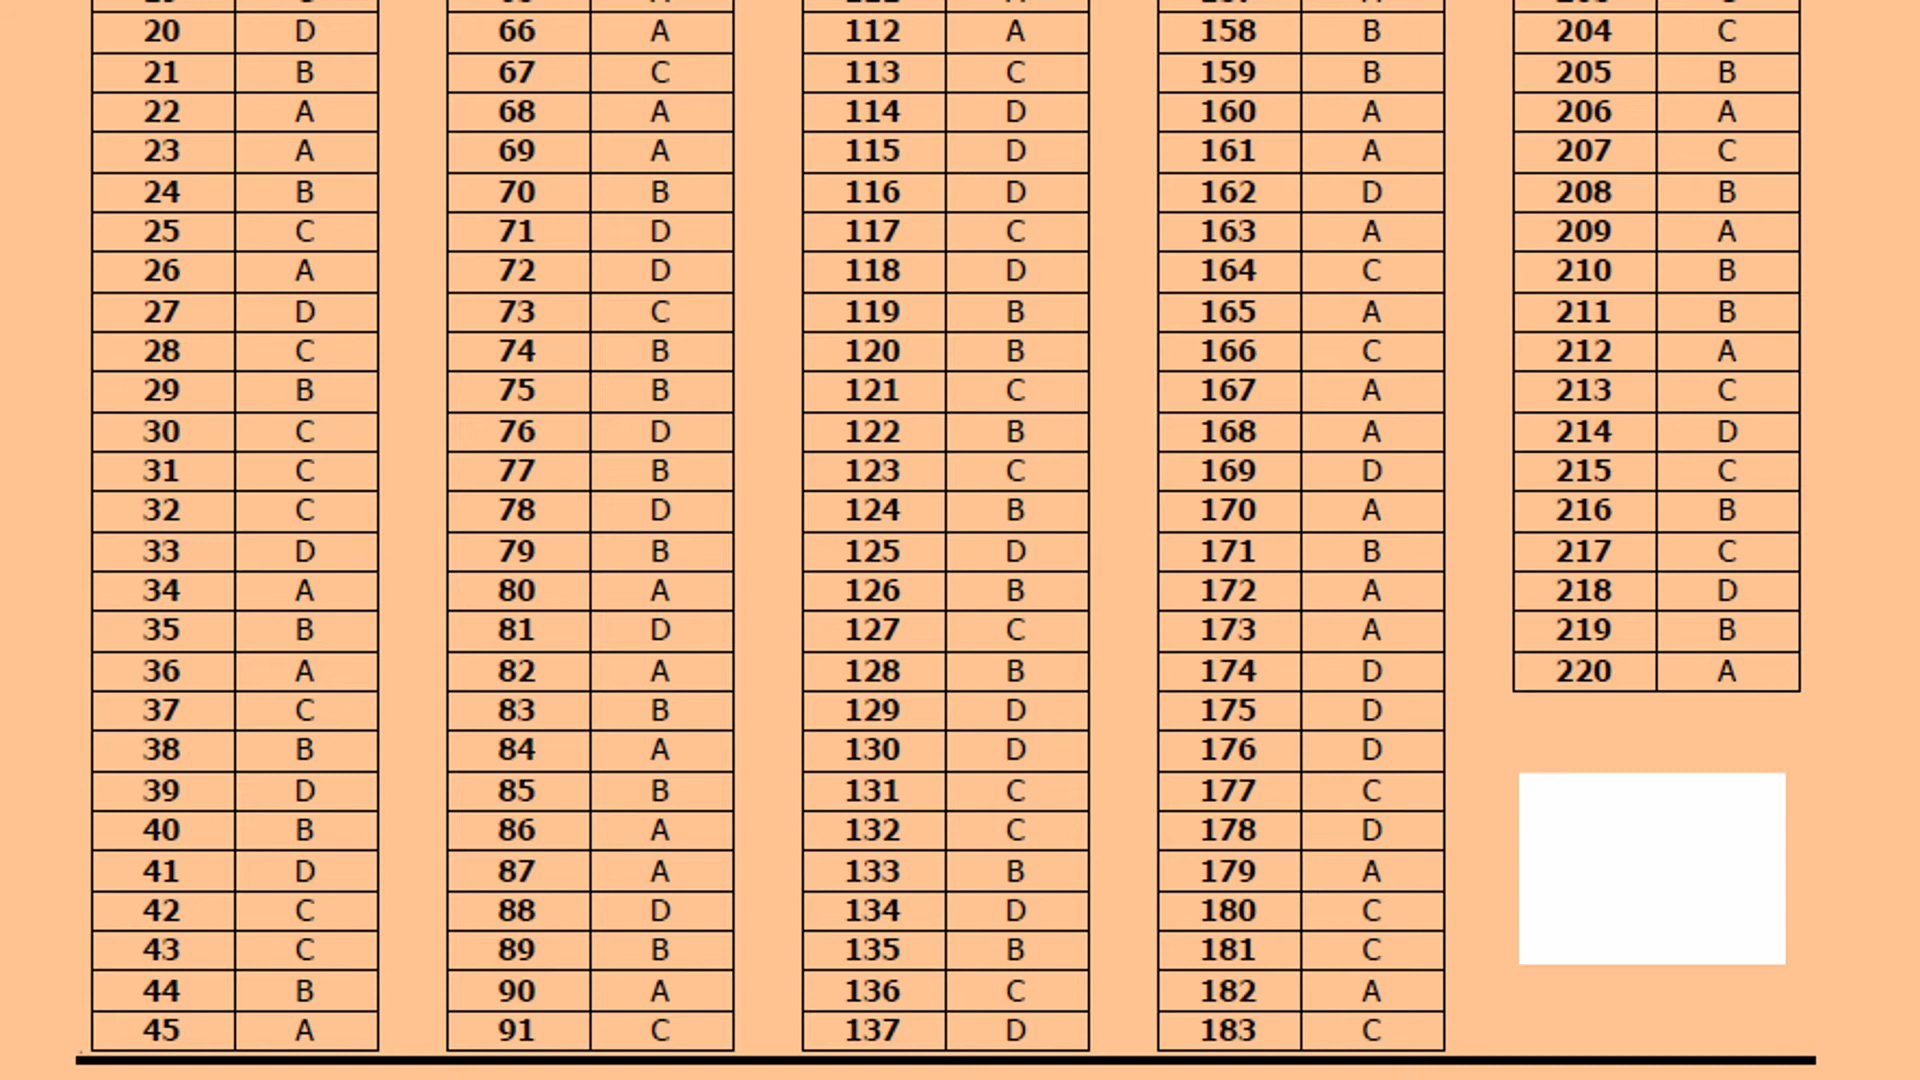 20 D 66 A 112 A 158 B 204 C
21 B 67 C 113 C 159 B 205 B
22 A 68 A 114 D 160 A 206 A
23 A 69 A 115 D 161 A 207 C
24 B 70 B 116 D 162 D 208 B
25 C 71 D 117 C 163 A 209 A
26 A 72 D 118 D 164 C 210 B
27 D 73 C 119 B 165 A 211 B
28 C 74 B 120 B 166 C 212 A
29 B 75 B 121 C 167 A 213 C
30 C 76 D 122 B 168 A 214 D
31 C 77 B 123 C 169 D 215 C
32 C 78 D 124 B 170 A 216 B
33 D 79 B 125 D 171 B 217 C
34 A 80 A 126 B 172 A 218 D
35 B 81 D 127 C 173 A 219 B
36 A 82 A 128 B 174 D 220 A
37 C 83 B 129 D 175 D
38 B 84 A 130 D 176 D
39 D 85 B 131 C 177 C
40 B 86 A 132 C 178 D
41 D 87 A 133 B 179 A
42 C 88 D 134 D 180 C
43 C 89 B 135 B 181 C
44 B 90 A 136 C 182 A
45 A 91 C 137 D 183 C